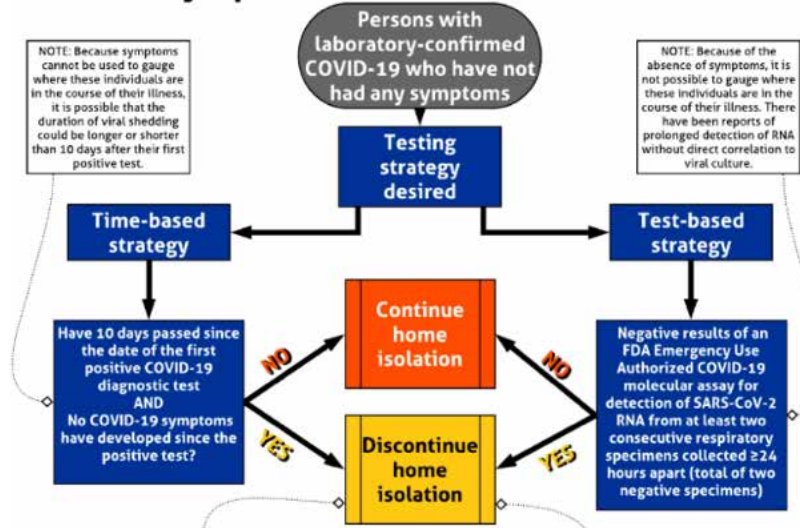 Persons with
laboratory-confirmed
COVID-19 who have not
had any symptoms
NOTE: Because symptoms
cannot be used to gauge
where these individuals are
in the course of their illness,
it is possible that the
duration of viral shedding
could be longer or shorter
than 10 days after their first
positive test.
NOTE: Because of the
absence of symptoms, it is
not possible to gauge where
these individuals are in the
course of their illness. There
have been reports of
prolonged detection of RNA
without direct correlation to
viral culture.
Testing
strategy
desired
Time-based
strategy
Test-based
strategy
Have 10 days passed since
the date of the first
positive COVID-19
diagnostic test
AND
No COVID-19 symptoms
have developed since the
positive test?
NO
YES
Continue
home
isolation
Discontinue
home
isolation
NO
YES
Negative results of an
FDA Emergency Use
Authorized COVID-19
molecular assay for
detection of SARS-CoV-2
RNA from at least two
consecutive respiratory
specimens collected ≥24
hours apart (total of two
negative specimens)